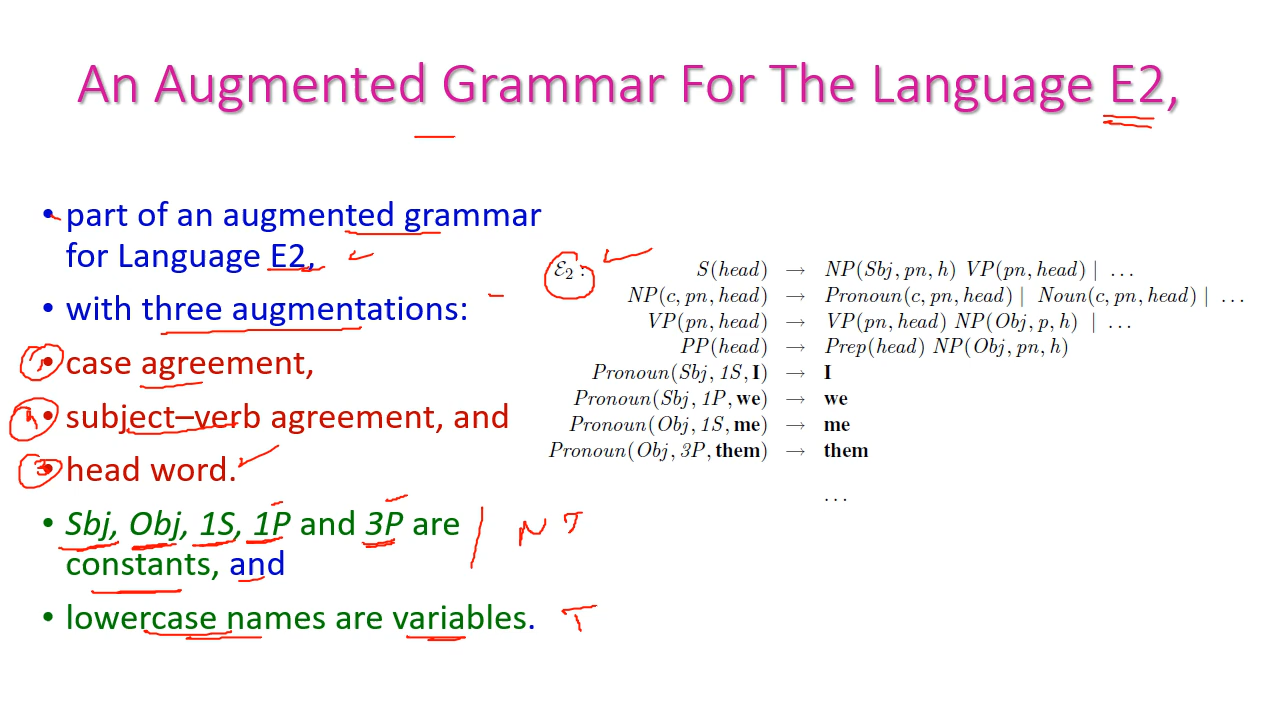 An Augmented Grammar For The Language E2,
• part of an augmented grammar
for Language E2,
• with three augmentations:
• case agreement,
• subject–verb agreement, and
• head word.
• Sbj, Obj, 1S, 1P and 3P are
constants, and
• lowercase names are variables.
N T
T
ℰ2 : S(head) → NP(Sbj, pn, h) VP(pn, head) | ...
NP(c, pn, head) → Pronoun(c, pn, head) | Noun(c, pn, head) | ...
VP(pn, head) → VP(pn, head) NP(Obj, p, h) | ...
PP(head) → Prep(head) NP(Obj, pn, h)
Pronoun(Sbj, 1S, I) → I
Pronoun(Sbj, 1P, we) → we
Pronoun(Obj, 1S, me) → me
Pronoun(Obj, 3P, them) → them
...